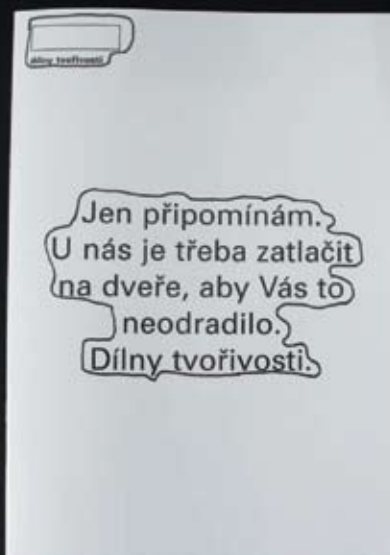 dílny tvořivosti
Jen připomínám.
U nás je třeba zatlačit
na dveře, aby Vás to
neodradilo.
Dílny tvořivosti.